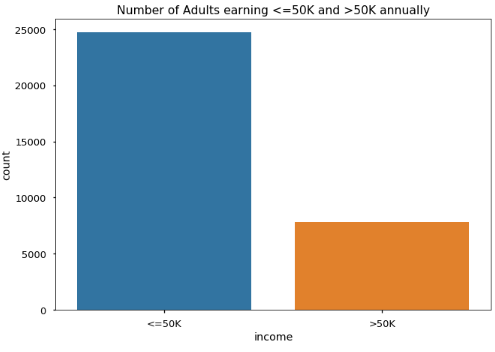 Number of Adults earning <=50K and >50K annually
25000
20000
15000
10000
5000
0
count
<=50K >50K
income